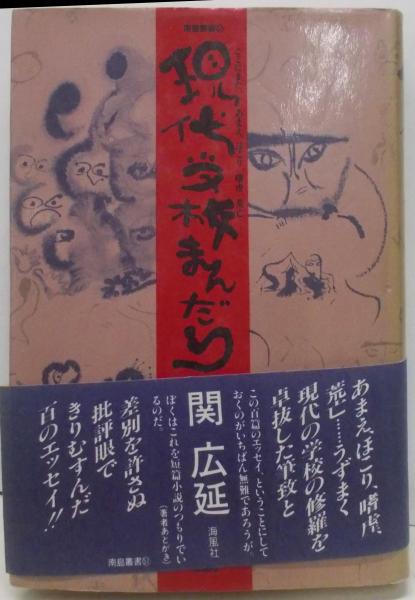 南島叢書
現代学校まんだら
あまえ、ほこり、嗜虐、
荒亡……うずまく
現代の学校の修羅を
卓抜した筆致と
この百篇のエッセイ、ということにして
おくのがいちばん無難であろうが、
関 広延
海風社
ぼくはこれを短篇小説のつもりでい
るのだ。
(著者あとがき)
差別を許さぬ
批評眼で
きりむすんだ
百のエッセイ!!
南島叢書